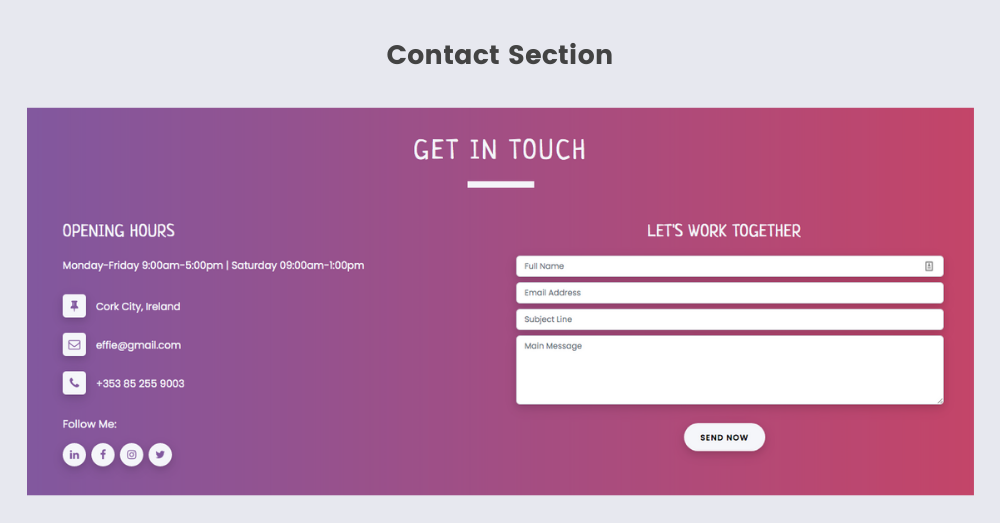 Contact Section
GET IN TOUCH
OPENING HOURS
Monday-Friday 9:00am-5:00pm | Saturday 09:00am-1:00pm
Cork City, Ireland
effie@gmail.com
+353 85 255 9003
Follow Me:
LET'S WORK TOGETHER
Full Name
Email Address
Subject Line
Main Message
SEND NOW